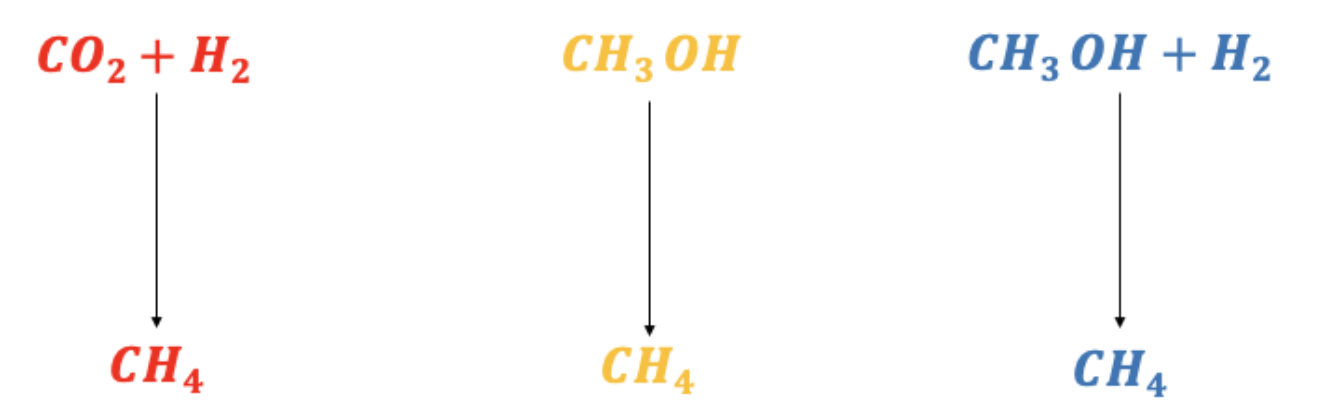 CO₂ + H₂
CH₃OH
CH₃OH + H₂
CH₄
CH₄
CH₄